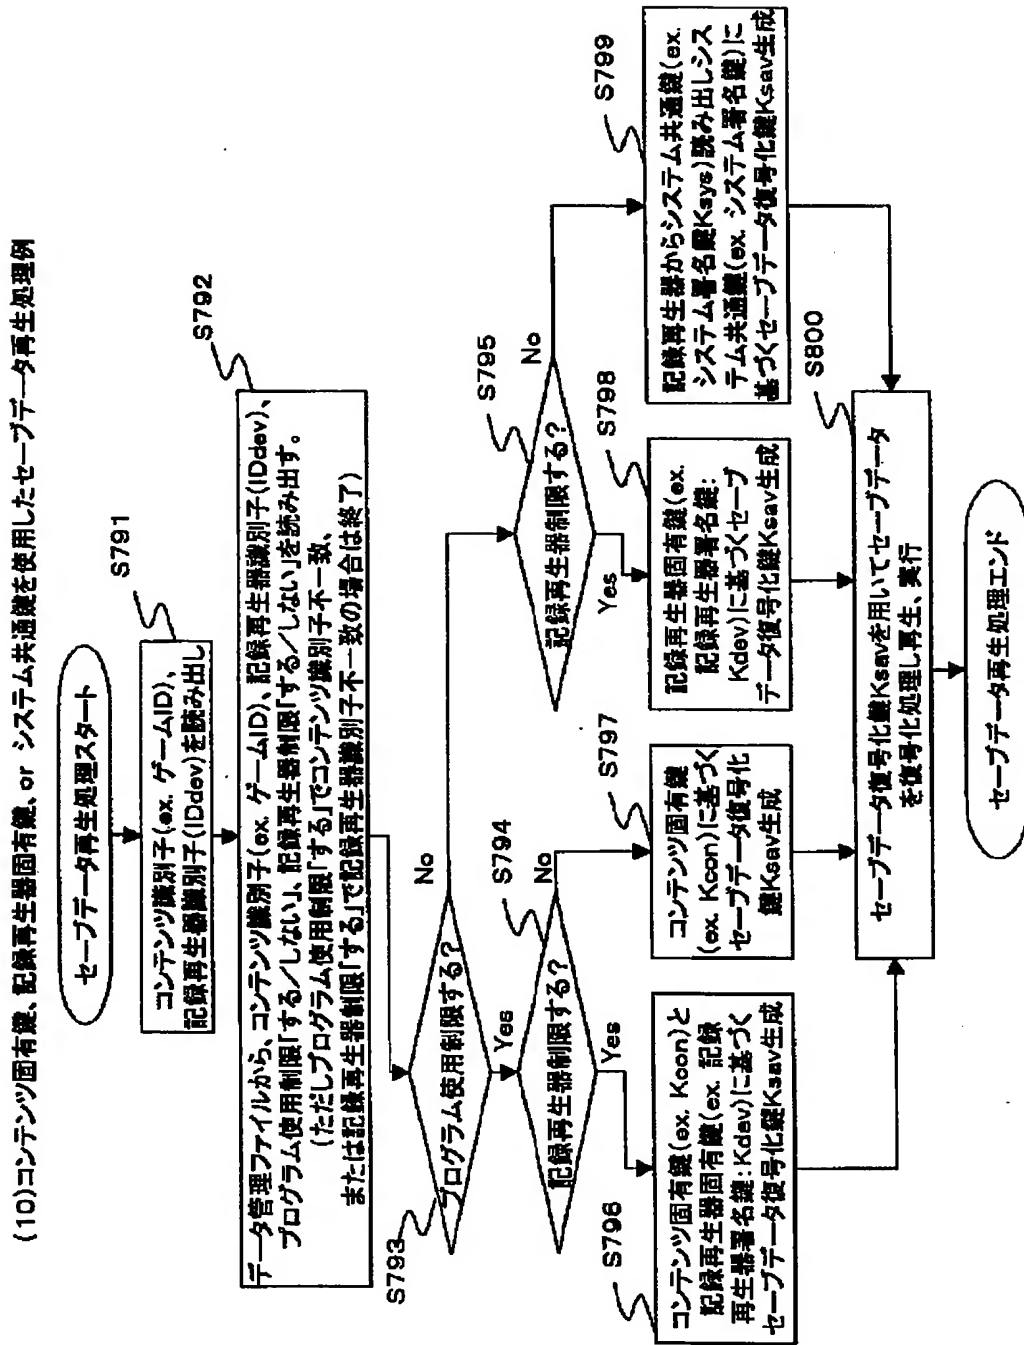 (10)コンテンツ固有鍵、記録再生器固有鍵、or システム共通鍵を使用したセーブデータ再生処理例
セーブデータ再生処理スタート
S791
コンテンツ識別子(ex. ゲームID)、
記録再生器識別子(IDdev)を読み出し
S792
データ管理ファイルから、コンテンツ識別子(ex. ゲームID)、記録再生器識別子(IDdev)、
プログラム使用制限「する/しない」、記録再生器制限「する/しない」を読み出す。
(ただしプログラム使用制限「する」でコンテンツ識別子不一致、
または記録再生器制限「する」で記録再生器識別子不一致の場合は終了)
S793
プログラム使用制限する?
No
Yes
S794
記録再生器制限する?
No
Yes
S795
記録再生器制限する?
No
Yes
S796
コンテンツ固有鍵(ex. Kcon)と
記録再生器固有鍵(ex. 記録
再生器署名鍵:Kdev)に基づく
セーブデータ復号化鍵Ksav生成
S797
コンテンツ固有鍵
(ex. Kcon)に基づく
セーブデータ復号化
鍵Ksav生成
S798
記録再生器固有鍵(ex.
記録再生器署名鍵:
Kdev)に基づくセーブ
データ復号化鍵Ksav生成
S799
記録再生器からシステム共通鍵(ex.
システム署名鍵Ksys)読み出しシス
テム共通鍵(ex. システム署名鍵)に
基づくセーブデータ復号化鍵Ksav生成
S800
セーブデータ復号化鍵Ksavを用いてセーブデータ
を復号化処理し再生、実行
セーブデータ再生処理エンド